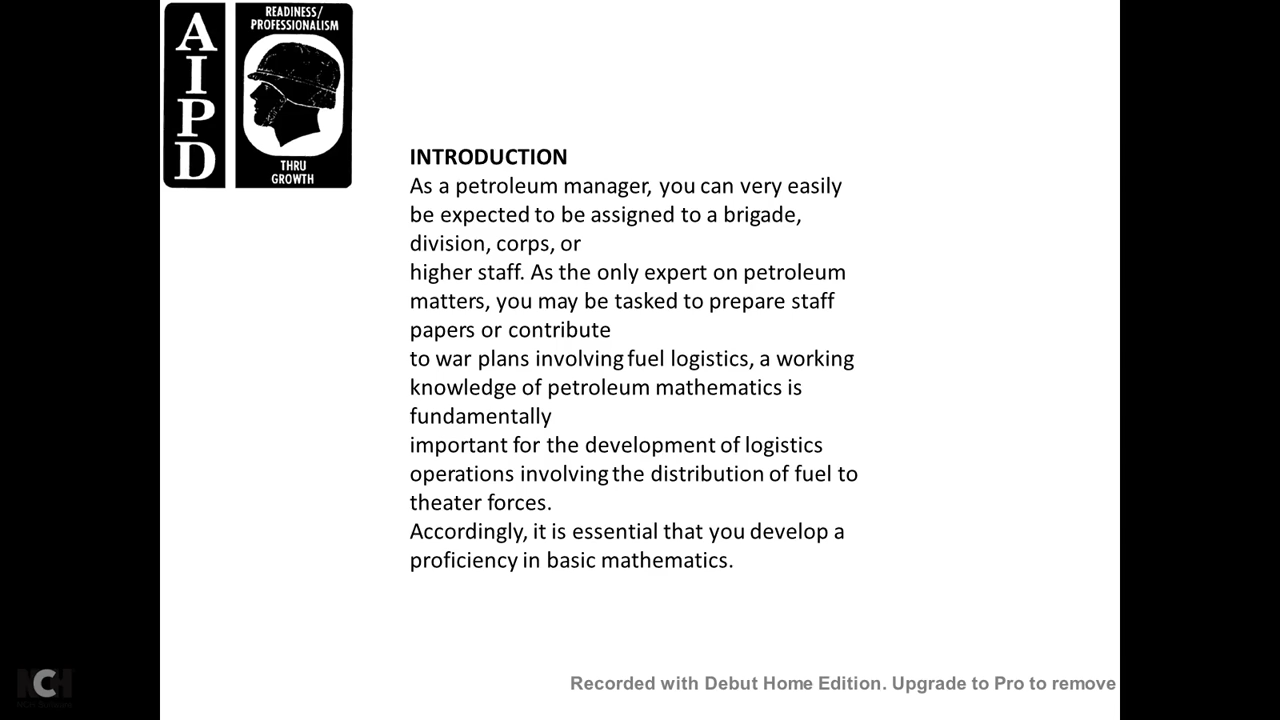 AIPD
READINESS/
PROFESSIONALISM
THRU
GROWTH
INTRODUCTION
As a petroleum manager, you can very easily
be expected to be assigned to a brigade,
division, corps, or
higher staff. As the only expert on petroleum
matters, you may be tasked to prepare staff
papers or contribute
to war plans involving fuel logistics, a working
knowledge of petroleum mathematics is
fundamentally
important for the development of logistics
operations involving the distribution of fuel to
theater forces.
Accordingly, it is essential that you develop a
proficiency in basic mathematics.
NCH
Recorded with Debut Home Edition. Upgrade to Pro to remove